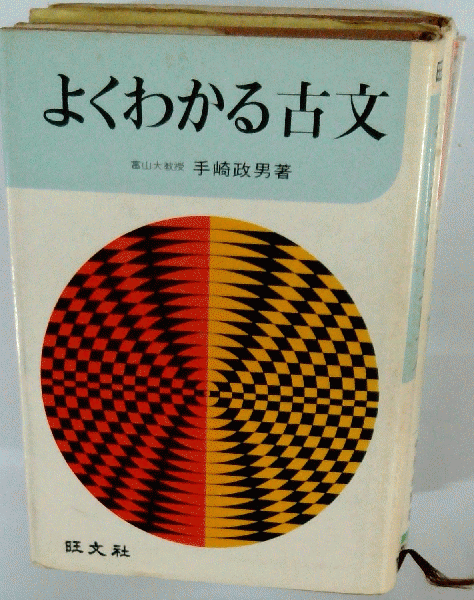 よくわかる古文
富山大教授 手崎政男著
旺文社